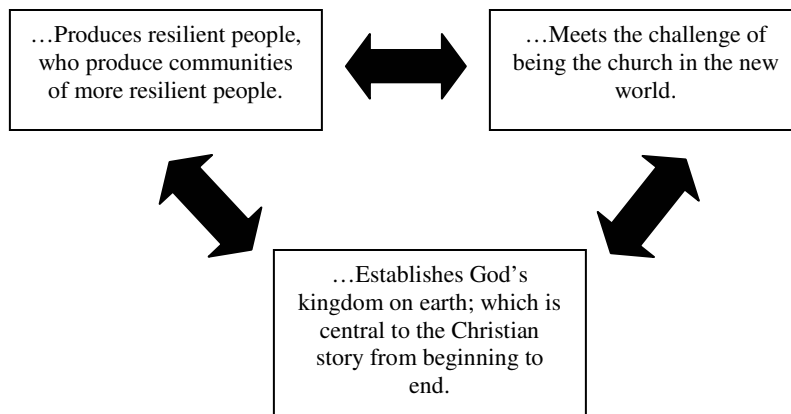 …Produces resilient people,
who produce communities
of more resilient people.
…Meets the challenge of
being the church in the new
world.
…Establishes God’s
kingdom on earth; which is
central to the Christian
story from beginning to
end.